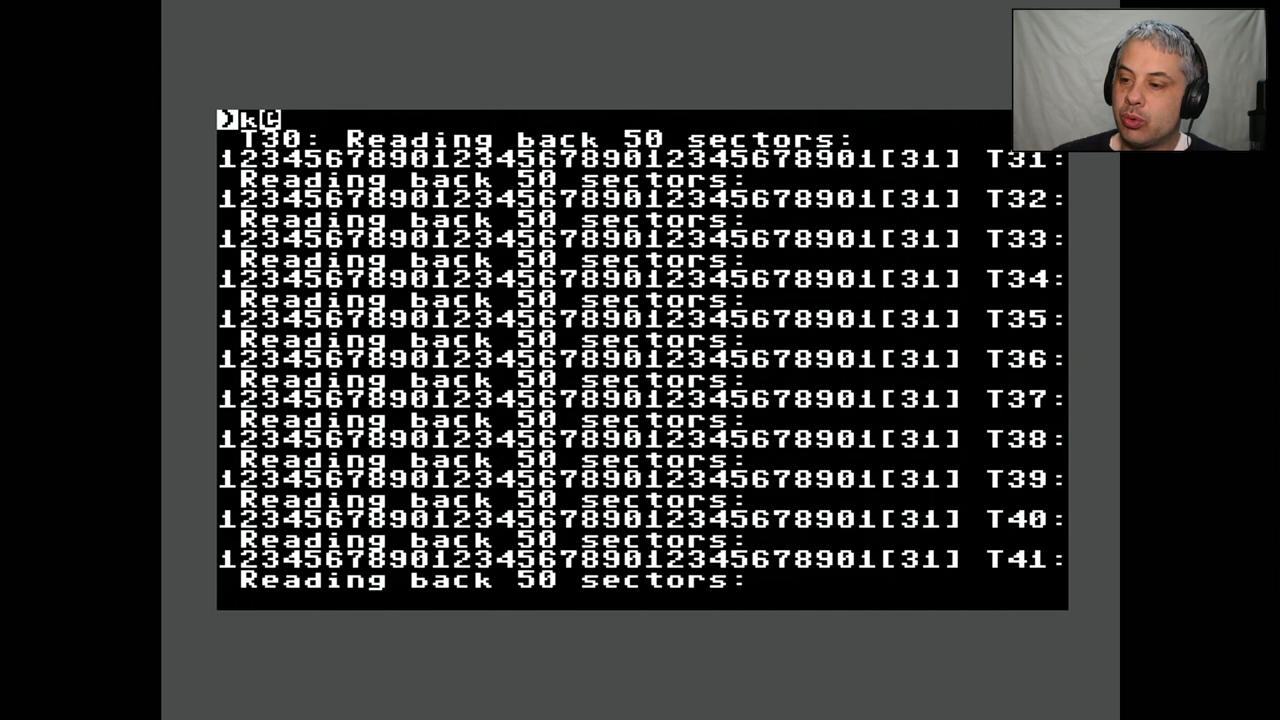 k
T30: Reading back 50 sectors:
1234567890123456789012345678901[31] T31:
Reading back 50 sectors:
1234567890123456789012345678901[31] T32:
Reading back 50 sectors:
1234567890123456789012345678901[31] T33:
Reading back 50 sectors:
1234567890123456789012345678901[31] T34:
Reading back 50 sectors:
1234567890123456789012345678901[31] T35:
Reading back 50 sectors:
1234567890123456789012345678901[31] T36:
Reading back 50 sectors:
1234567890123456789012345678901[31] T37:
Reading back 50 sectors:
1234567890123456789012345678901[31] T38:
Reading back 50 sectors:
1234567890123456789012345678901[31] T39:
Reading back 50 sectors:
1234567890123456789012345678901[31] T40:
Reading back 50 sectors:
1234567890123456789012345678901[31] T41:
Reading back 50 sectors: